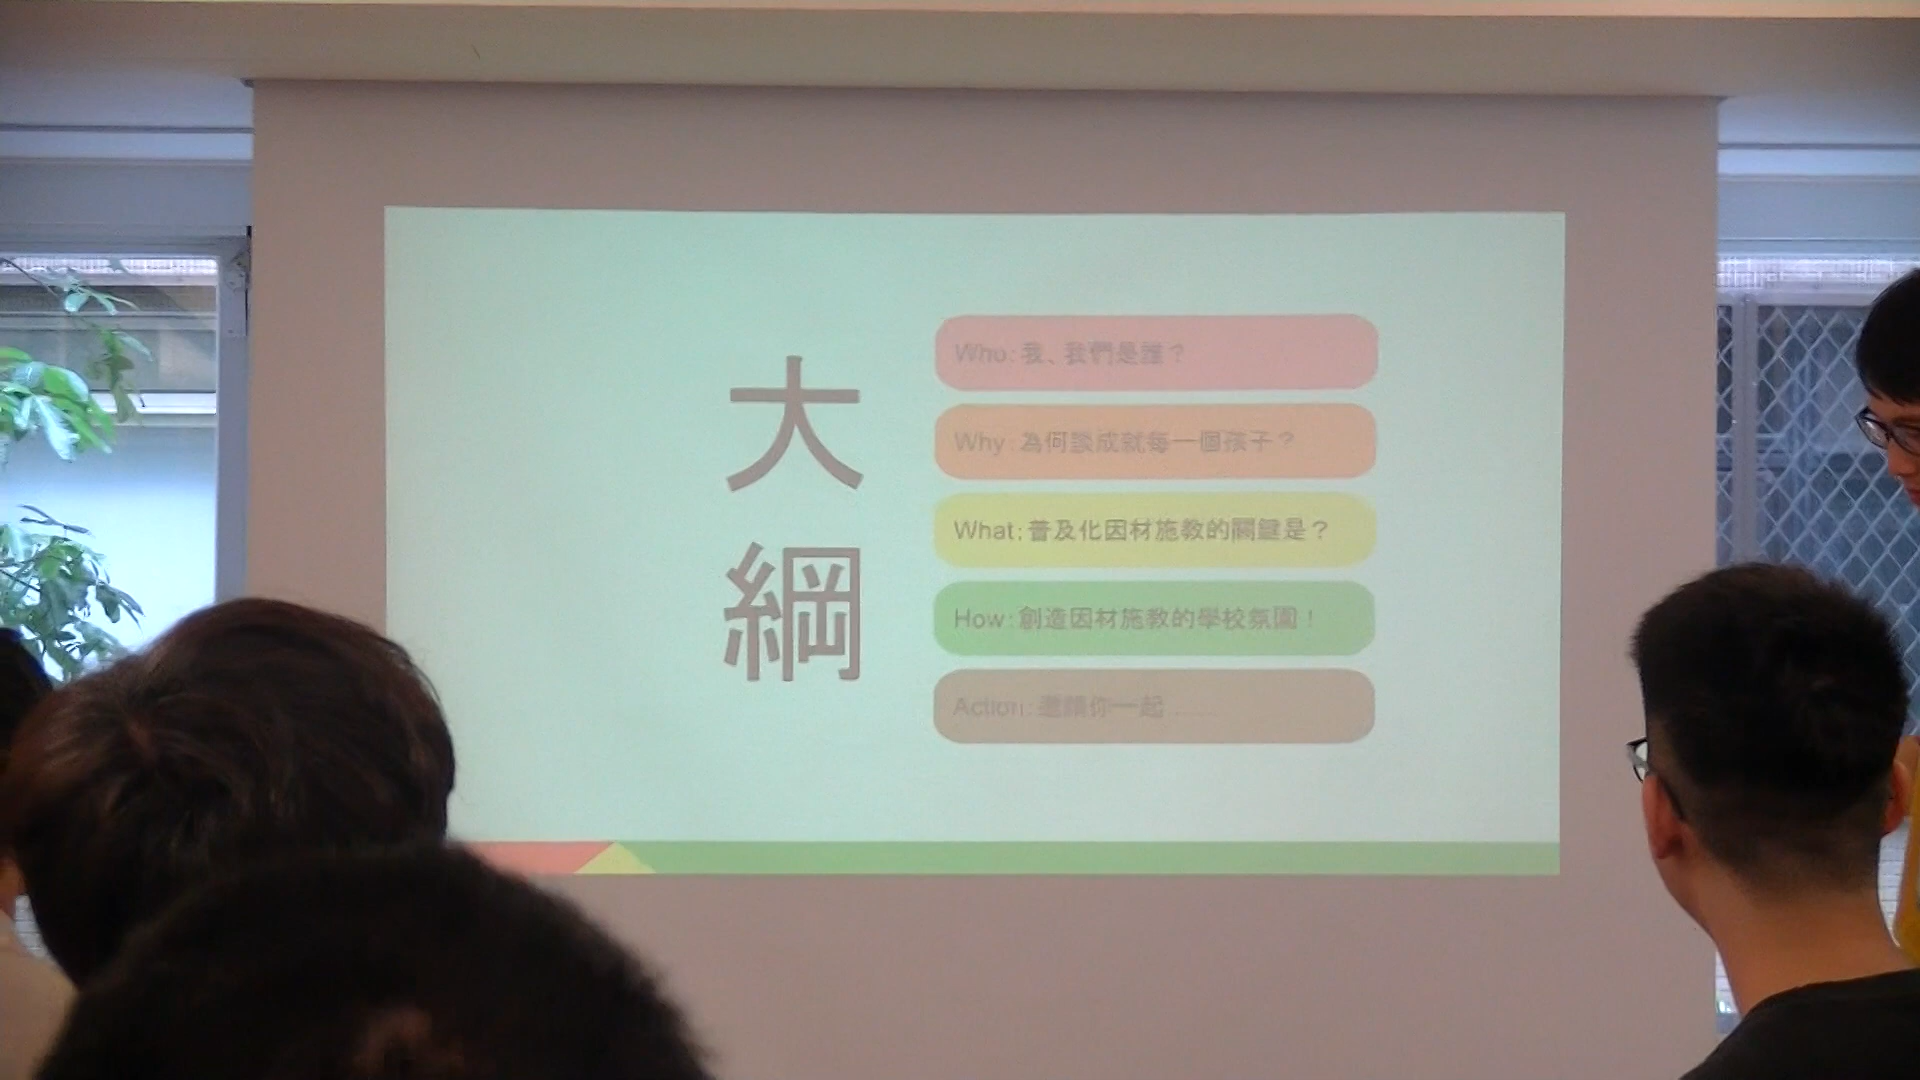 大綱
Who：我、我們是誰？
Why：為何談成就每一個孩子？
What：普及化因材施教的關鍵是？
How：創造因材施教的學校氛圍！
Action：邀請你一起……